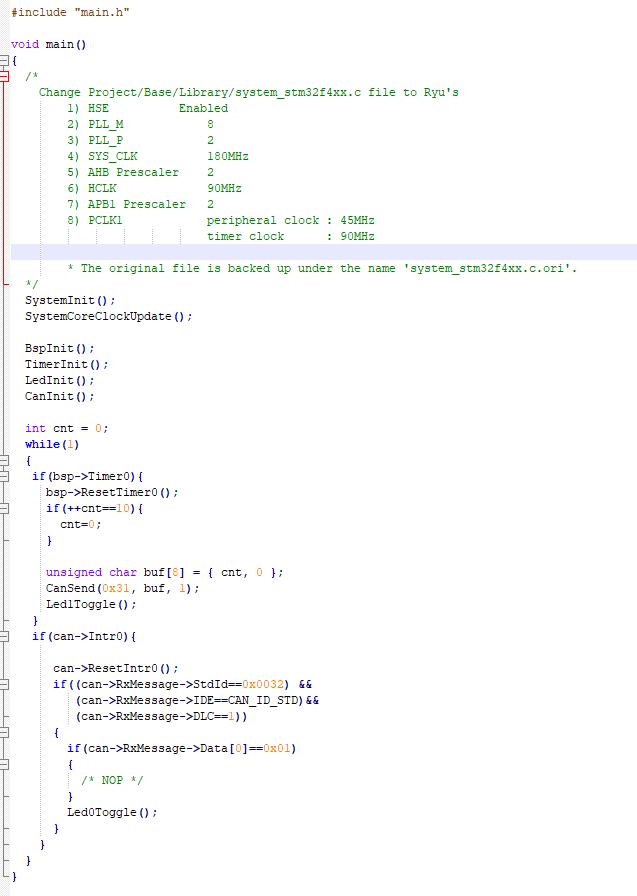 #include "main.h"
void main()
{
/*
Change Project/Base/Library/system_stm32f4xx.c file to Ryu's
1) HSE Enabled
2) PLL_M 8
3) PLL_P 2
4) SYS_CLK 180MHz
5) AHB Prescaler 2
6) HCLK 90MHz
7) APB1 Prescaler 2
8) PCLK1 peripheral clock : 45MHz
timer clock : 90MHz
* The original file is backed up under the name 'system_stm32f4xx.c.ori'.
*/
SystemInit();
SystemCoreClockUpdate();
BspInit();
TimerInit();
LedInit();
CanInit();
int cnt = 0;
while(1)
{
if(bsp->Timer0){
bsp->ResetTimer0();
if(++cnt==10){
cnt=0;
}
unsigned char buf[8] = { cnt, 0 };
CanSend(0x31, buf, 1);
Led1Toggle();
}
if(can->Intr0){
can->ResetIntr0();
if((can->RxMessage->StdId==0x0032) &&
(can->RxMessage->IDE==CAN_ID_STD)&&
(can->RxMessage->DLC==1))
{
if(can->RxMessage->Data[0]==0x01)
{
/* NOP */
}
Led0Toggle();
}
}
}
}